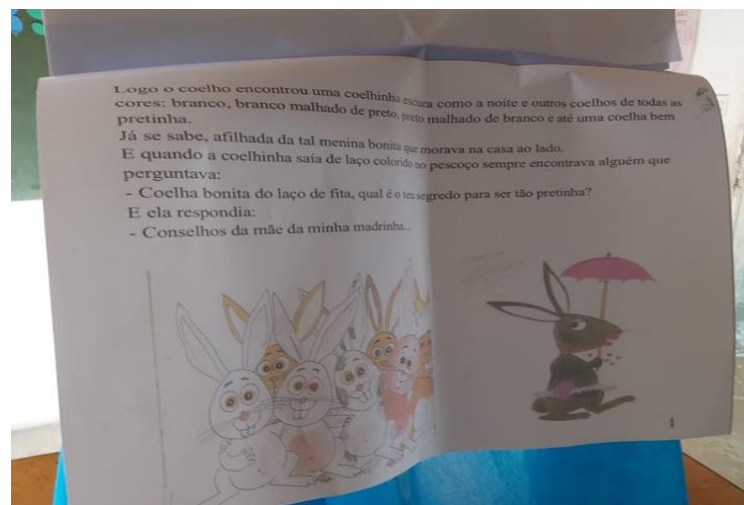 Logo o coelho encontrou uma coelhinha escura como a noite e outros coelhos de todas as
cores: branco, branco malhado de preto, preto malhado de branco e até uma coelha bem
pretinha.
Já se sabe, afilhada da tal menina bonita que morava na casa ao lado.
E quando a coelhinha saía de laço colorido no pescoço sempre encontrava alguém que
perguntava:
- Coelha bonita do laço de fita, qual é o teu segredo para ser tão pretinha?
E ela respondia:
- Conselhos da mãe da minha madrinha...